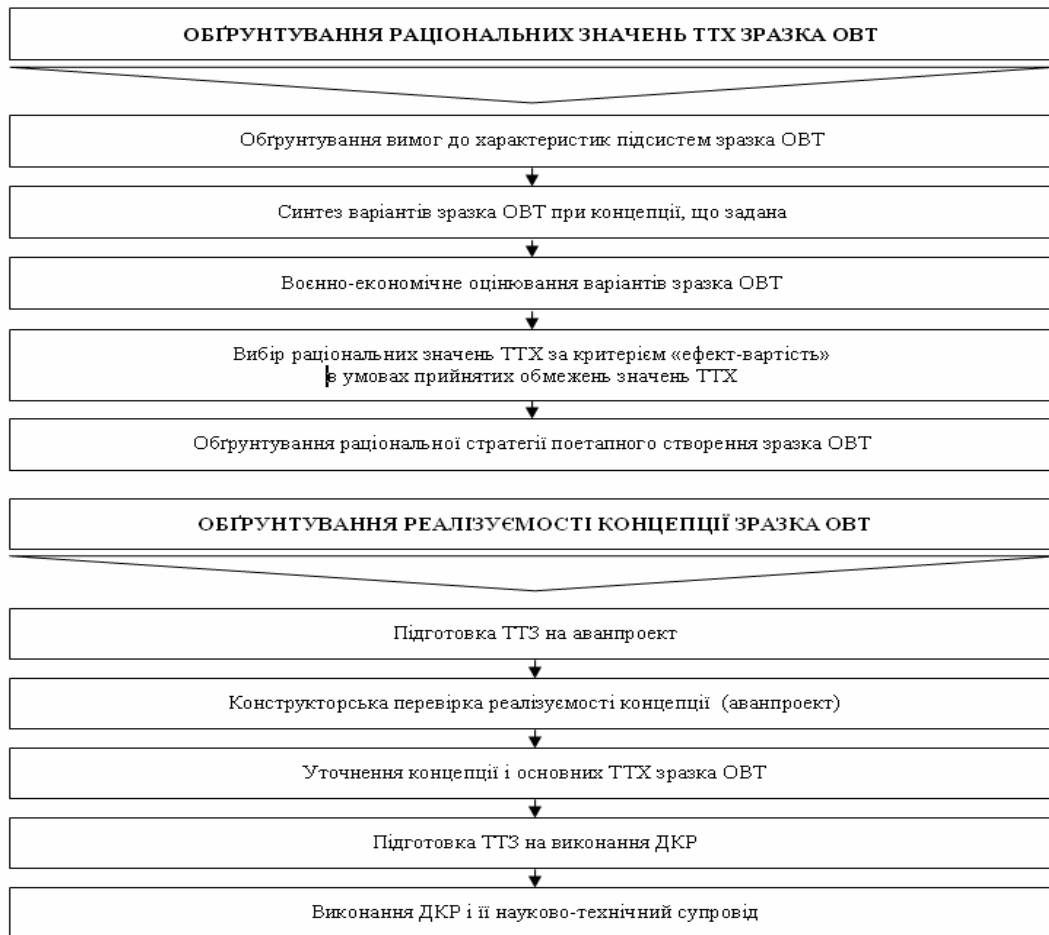 ОБҐРУНТУВАННЯ РАЦІОНАЛЬНИХ ЗНАЧЕНЬ ТТХ ЗРАЗКА ОВТ
Обґрунтування вимог до характеристик підсистем зразка ОВТ
Синтез варіантів зразка ОВТ при концепції, що задана
Воєнно-економічне оцінювання варіантів зразка ОВТ
Вибір раціональних значень ТТХ за критерієм «ефект-вартість»
в умовах прийнятих обмежень значень ТТХ
Обґрунтування раціональної стратегії поетапного створення зразка ОВТ
ОБҐРУНТУВАННЯ РЕАЛІЗУЄМОСТІ КОНЦЕПЦІЇ ЗРАЗКА ОВТ
Підготовка ТТЗ на аванпроект
Конструкторська перевірка реалізуємості концепції (аванпроект)
Уточнення концепції і основних ТТХ зразка ОВТ
Підготовка ТТЗ на виконання ДКР
Виконання ДКР і її науково-технічний супровід